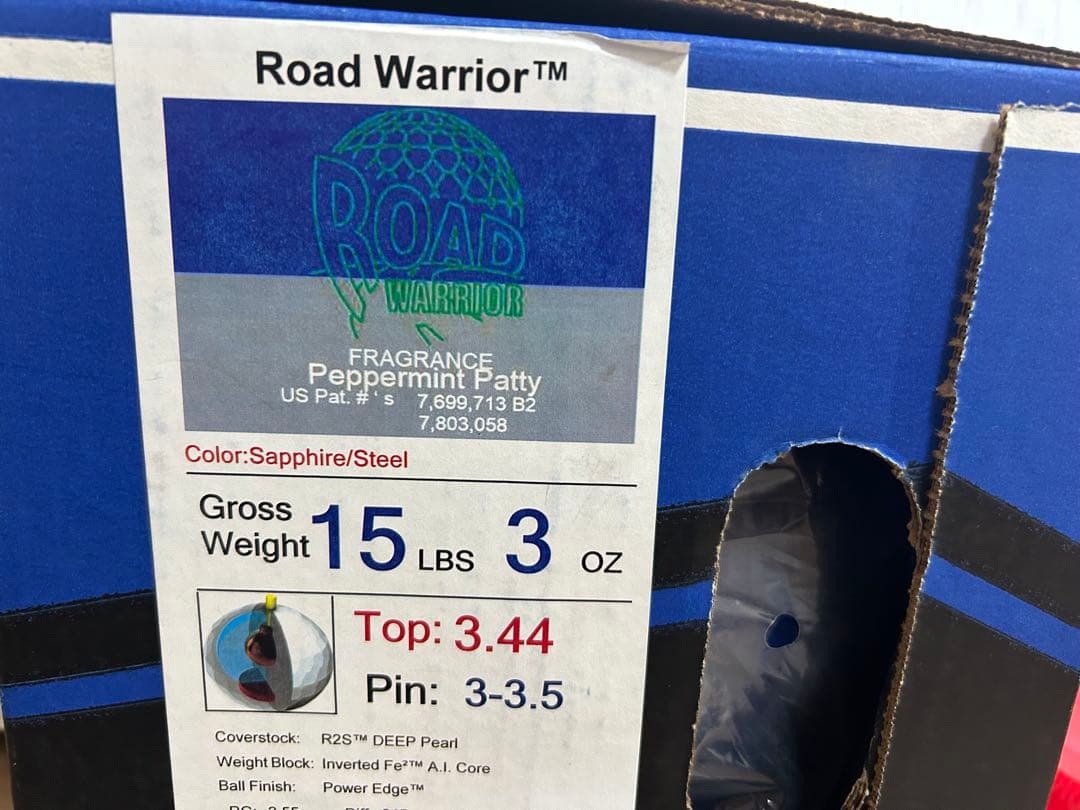 Road Warrior™
ROAD
WARRIOR
FRAGRANCE
Peppermint Patty
US Pat. #'s 7,699,713 B2
7,803,058
Color:Sapphire/Steel
Gross Weight 15 LBS 3 OZ
Top: 3.44
Pin: 3-3.5
Coverstock: R2S™ DEEP Pearl
Weight Block: Inverted Fe²™ A.I. Core
Ball Finish: Power Edge™